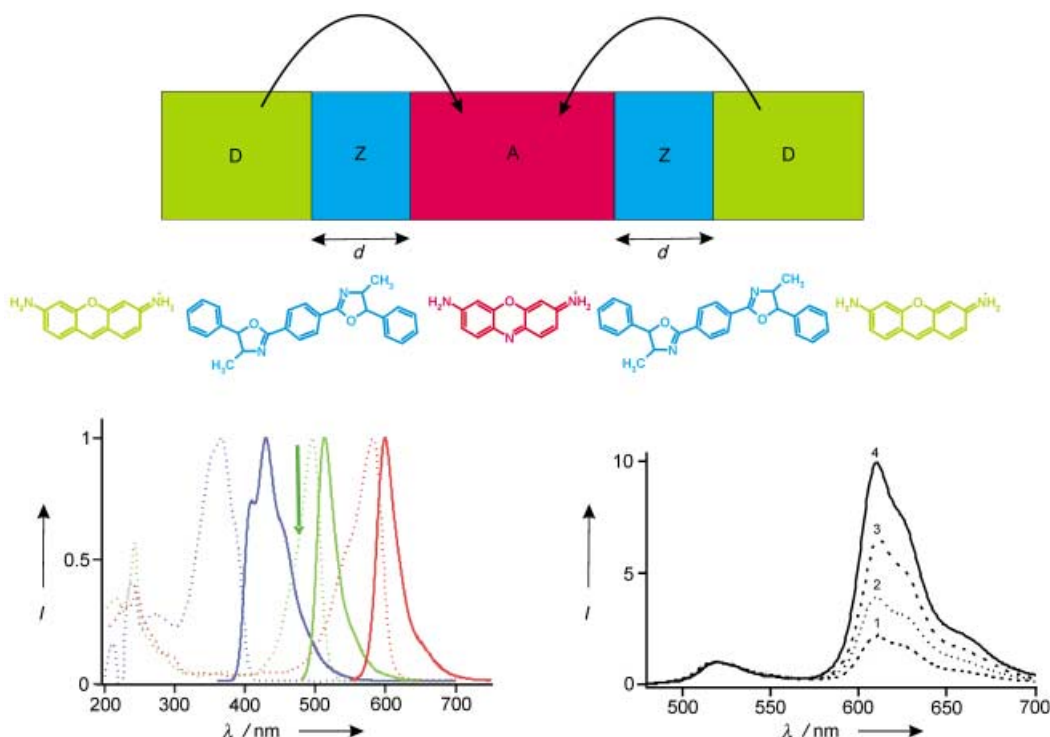 D Z A Z D
d d
H₂N O NH₂⁺ N CH₃ O O H₃C N H₂N O NH₂⁺ N N CH₃ O O H₃C N H₂N O NH₂⁺
1 0.5 0 I
200 300 400 500 600 700
λ / nm
10 5 0 I
4
3
2
1
500 550 600 650 700
λ / nm